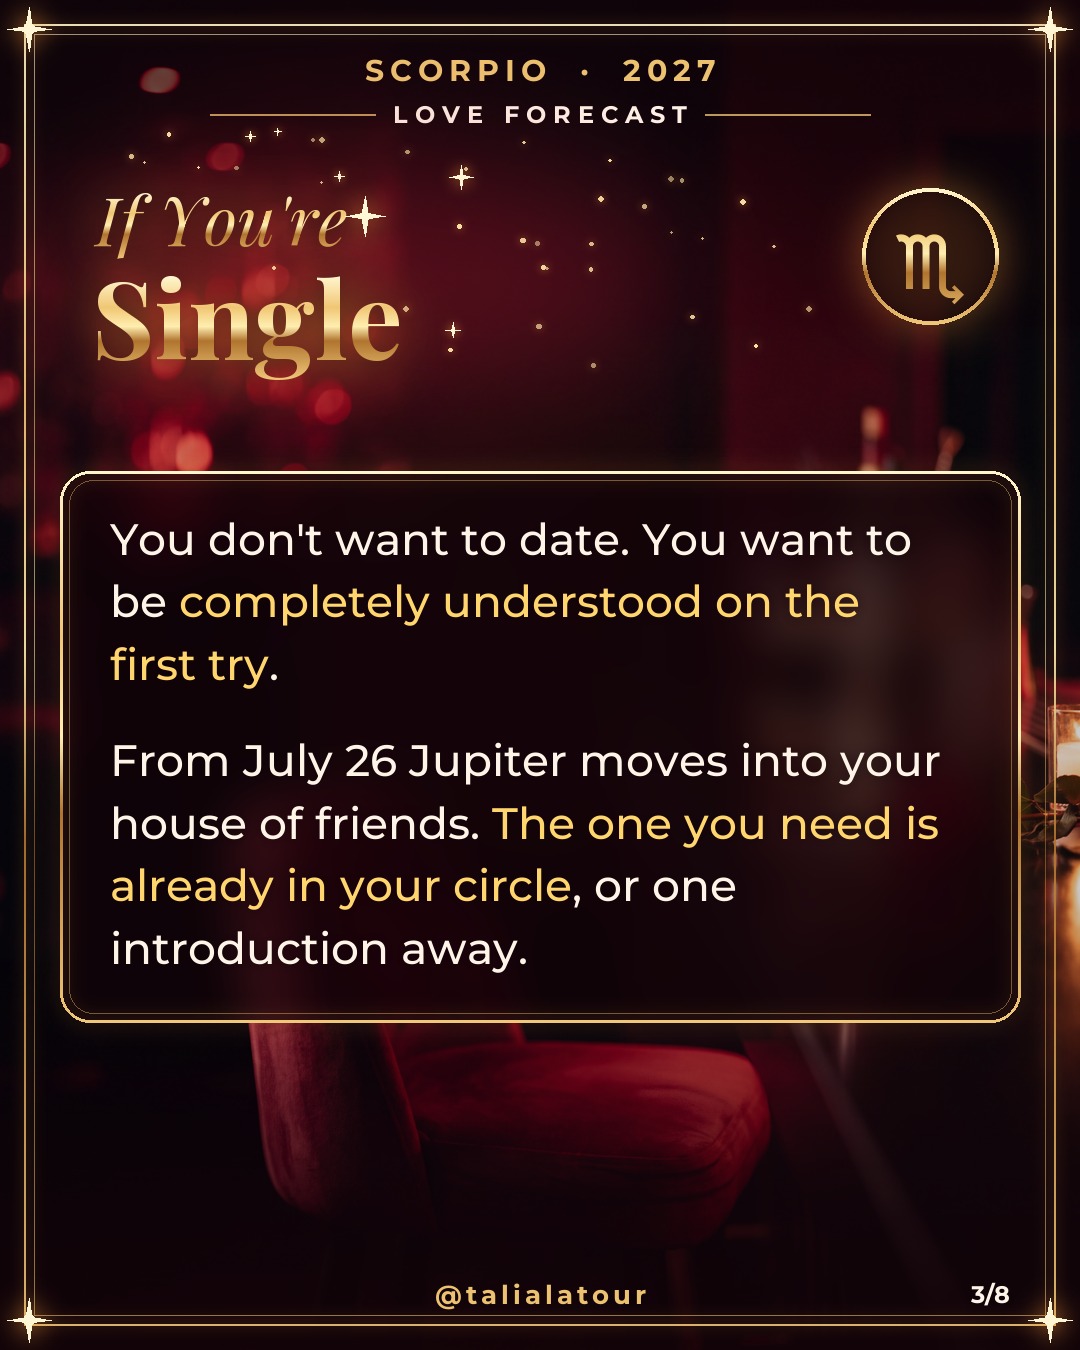 SCORPIO · 2027
LOVE FORECAST
If You're
Single
♏
You don't want to date. You want to
be completely understood on the
first try.
From July 26 Jupiter moves into your
house of friends. The one you need is
already in your circle, or one
introduction away.
@talialatour
3/8